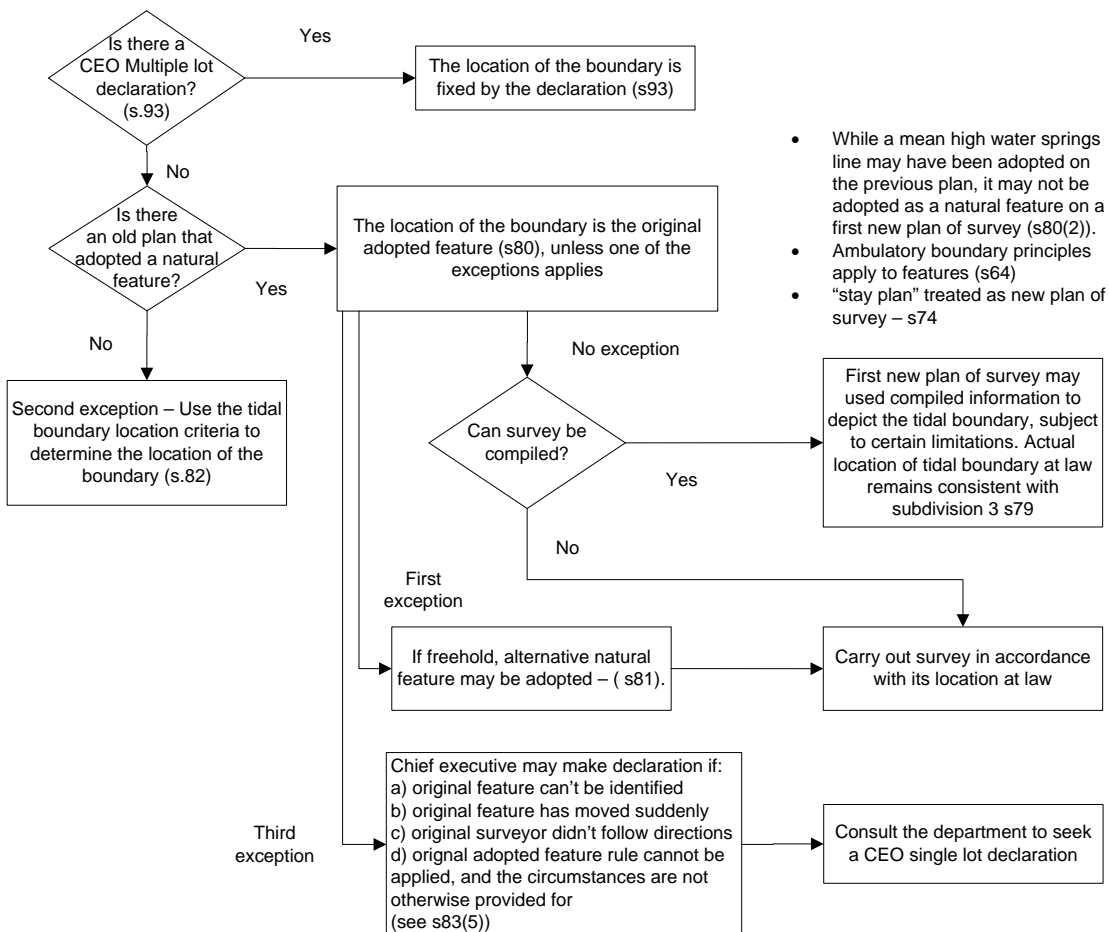 Is there a
CEO Multiple lot
declaration?
(s.93)
Yes
The location of the boundary is
fixed by the declaration (s93)
No
Is there
an old plan that
adopted a natural
feature?
Yes
The location of the boundary is the original
adopted feature (s80), unless one of the
exceptions applies
• While a mean high water springs
line may have been adopted on
the previous plan, it may not be
adopted as a natural feature on a
first new plan of survey (s80(2)).
• Ambulatory boundary principles
apply to features (s64)
• “stay plan” treated as new plan of
survey – s74
No
Second exception – Use the tidal
boundary location criteria to
determine the location of the
boundary (s.82)
No exception
Can survey be
compiled?
Yes
First new plan of survey may
used compiled information to
depict the tidal boundary, subject
to certain limitations. Actual
location of tidal boundary at law
remains consistent with
subdivision 3 s79
No
First
exception
If freehold, alternative natural
feature may be adopted – ( s81).
Carry out survey in accordance
with its location at law
Third
exception
Chief executive may make declaration if:
a) original feature can’t be identified
b) original feature has moved suddenly
c) original surveyor didn’t follow directions
d) orignal adopted feature rule cannot be
applied, and the circumstances are not
otherwise provided for
(see s83(5))
Consult the department to seek
a CEO single lot declaration